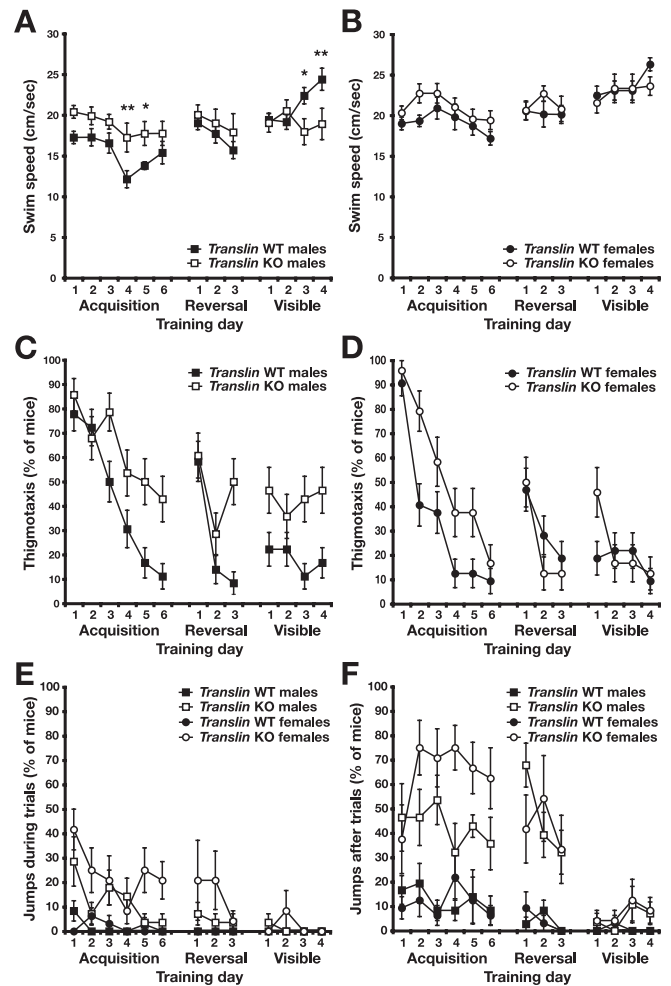 A
Swim speed (cm/sec)
35
30
25
20
15
10
5
0
* **
** *
Translin WT males
Translin KO males
1 2 3 4 5 6 1 2 3 1 2 3 4
Acquisition Reversal Visible
Training day
B
Swim speed (cm/sec)
35
30
25
20
15
10
5
0
Translin WT females
Translin KO females
1 2 3 4 5 6 1 2 3 1 2 3 4
Acquisition Reversal Visible
Training day
C
Thigmotaxis (% of mice)
100
90
80
70
60
50
40
30
20
10
0
Translin WT males
Translin KO males
1 2 3 4 5 6 1 2 3 1 2 3 4
Acquisition Reversal Visible
Training day
D
Thigmotaxis (% of mice)
100
90
80
70
60
50
40
30
20
10
0
Translin WT females
Translin KO females
1 2 3 4 5 6 1 2 3 1 2 3 4
Acquisition Reversal Visible
Training day
E
Jumps during trials (% of mice)
100
90
80
70
60
50
40
30
20
10
0
Translin WT males
Translin KO males
Translin WT females
Translin KO females
1 2 3 4 5 6 1 2 3 1 2 3 4
Acquisition Reversal Visible
Training day
F
Jumps after trials (% of mice)
100
90
80
70
60
50
40
30
20
10
0
Translin WT males
Translin KO males
Translin WT females
Translin KO females
1 2 3 4 5 6 1 2 3 1 2 3 4
Acquisition Reversal Visible
Training day